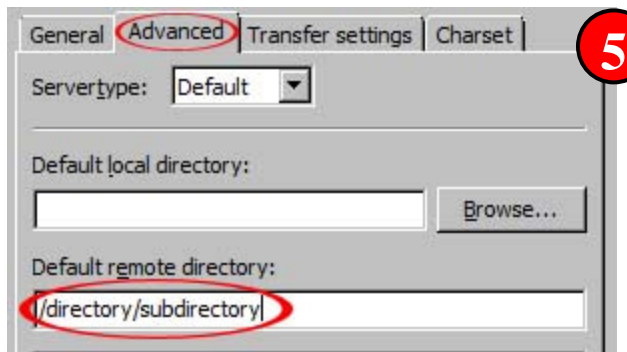 General Advanced Transfer settings Charset
5
Servertype: Default
Default local directory:
Browse...
Default remote directory:
/directory/subdirectory